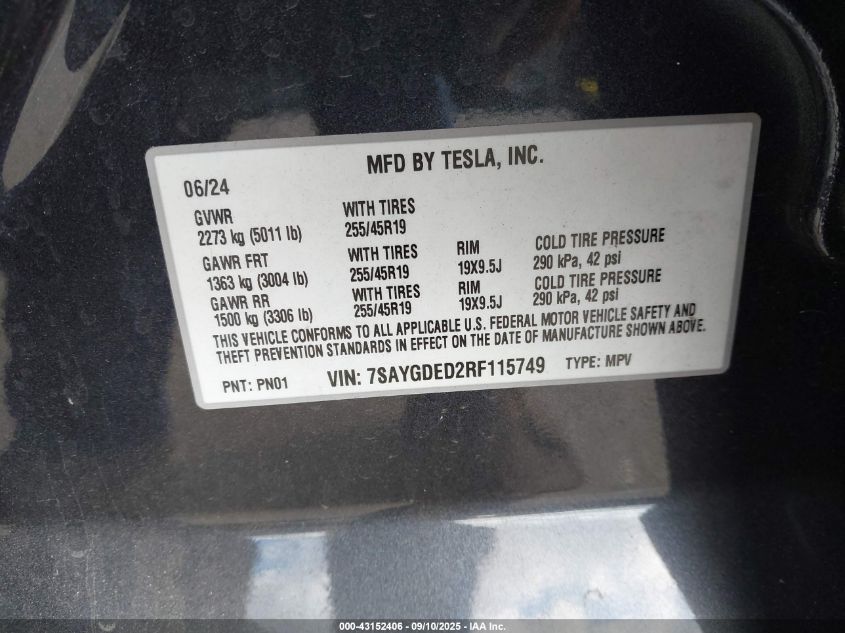 MFD BY TESLA, INC.
06/24
GVWR WITH TIRES
2273 kg (5011 lb) 255/45R19
GAWR FRT WITH TIRES RIM COLD TIRE PRESSURE
1363 kg (3004 lb) 255/45R19 19X9.5J 290 kPa, 42 psi
GAWR RR WITH TIRES RIM COLD TIRE PRESSURE
1500 kg (3306 lb) 255/45R19 19X9.5J 290 kPa, 42 psi
THIS VEHICLE CONFORMS TO ALL APPLICABLE U.S. FEDERAL MOTOR VEHICLE SAFETY AND
THEFT PREVENTION STANDARDS IN EFFECT ON THE DATE OF MANUFACTURE SHOWN ABOVE.
PNT: PN01 VIN: 7SAYGDED2RF115749 TYPE: MPV
000-43152406 - 09/10/2025 - IAA Inc.